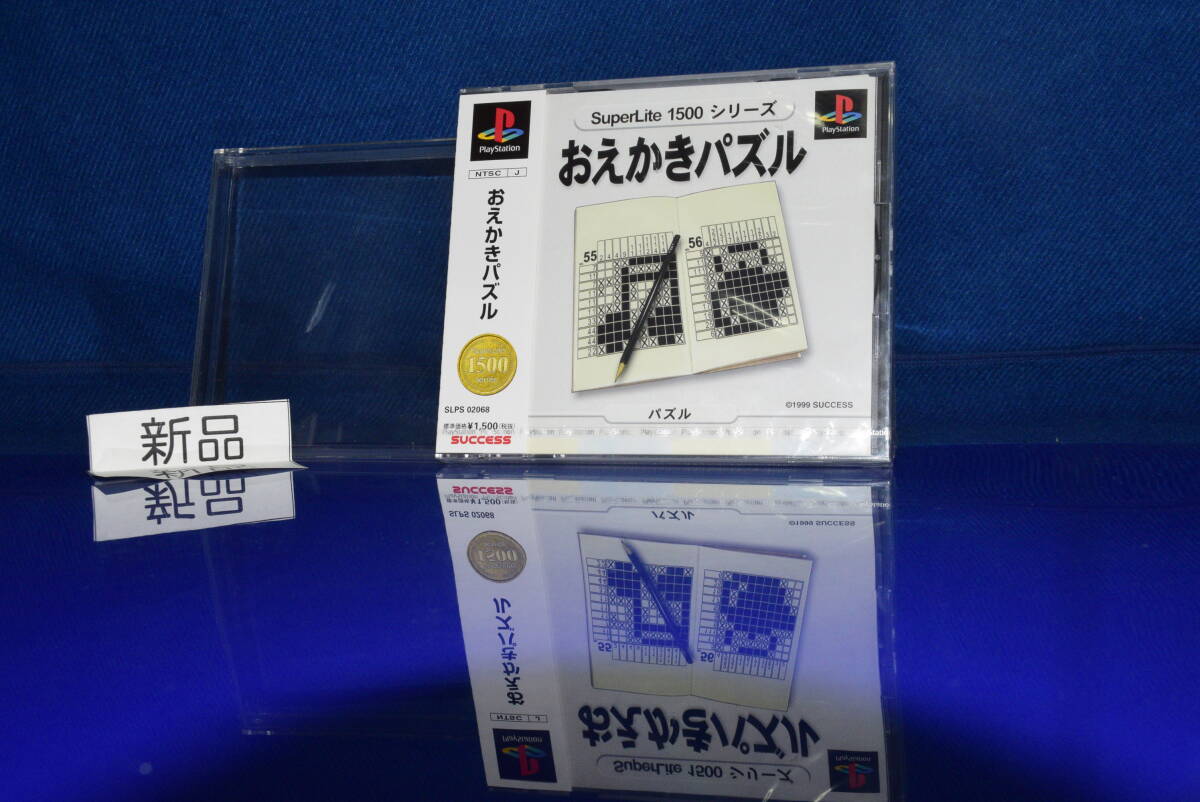 新品
PlayStation
NTSC J
おえかきパズル
1500
SLPS 02068
標準価格¥1,500(税抜)
SUCCESS
SuperLite 1500 シリーズ
PlayStation
おえかきパズル
55
56
パズル
©1999 SUCCESS